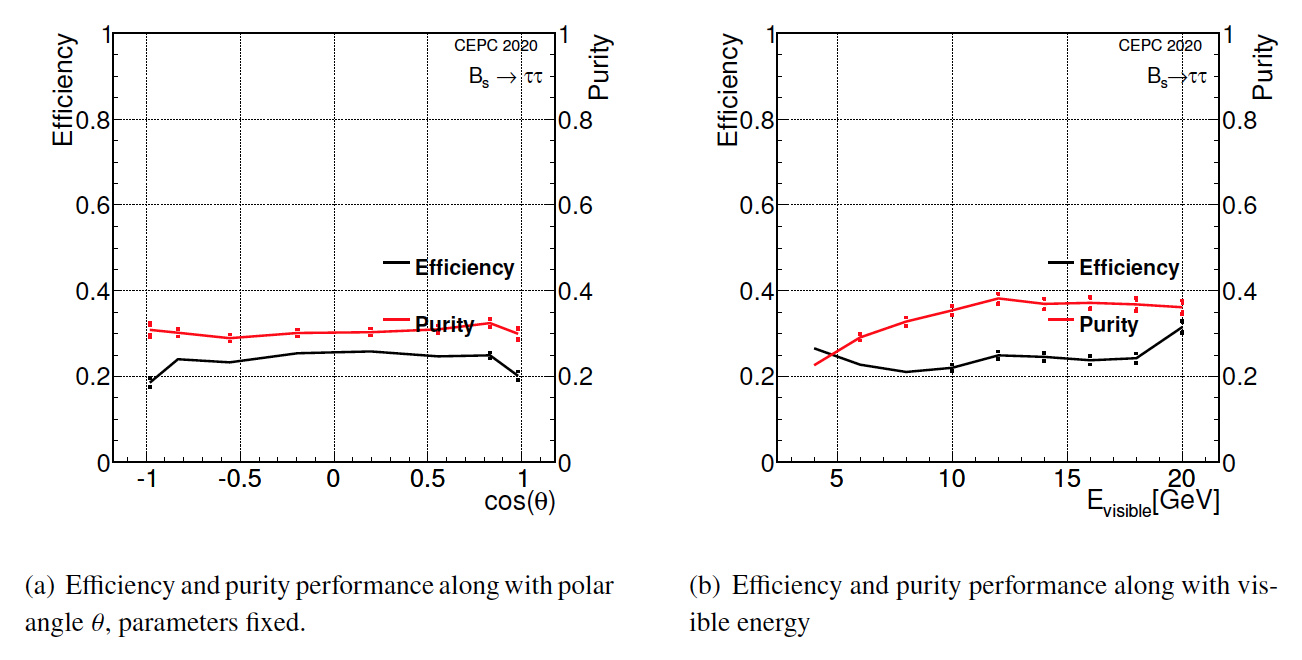 Efficiency
Purity
CEPC 2020
Bs → ττ
1
0.8
0.6
0.4
0.2
0
1
0.8
0.6
0.4
0.2
0
Efficiency
Purity
-1 -0.5 0 0.5 1
cos(θ)
(a) Efficiency and purity performance along with polar
angle θ, parameters fixed.
Efficiency
Purity
CEPC 2020
Bs→ττ
1
0.8
0.6
0.4
0.2
0
1
0.8
0.6
0.4
0.2
0
Efficiency
Purity
5 10 15 20
Evisible[GeV]
(b) Efficiency and purity performance along with vis-
ible energy